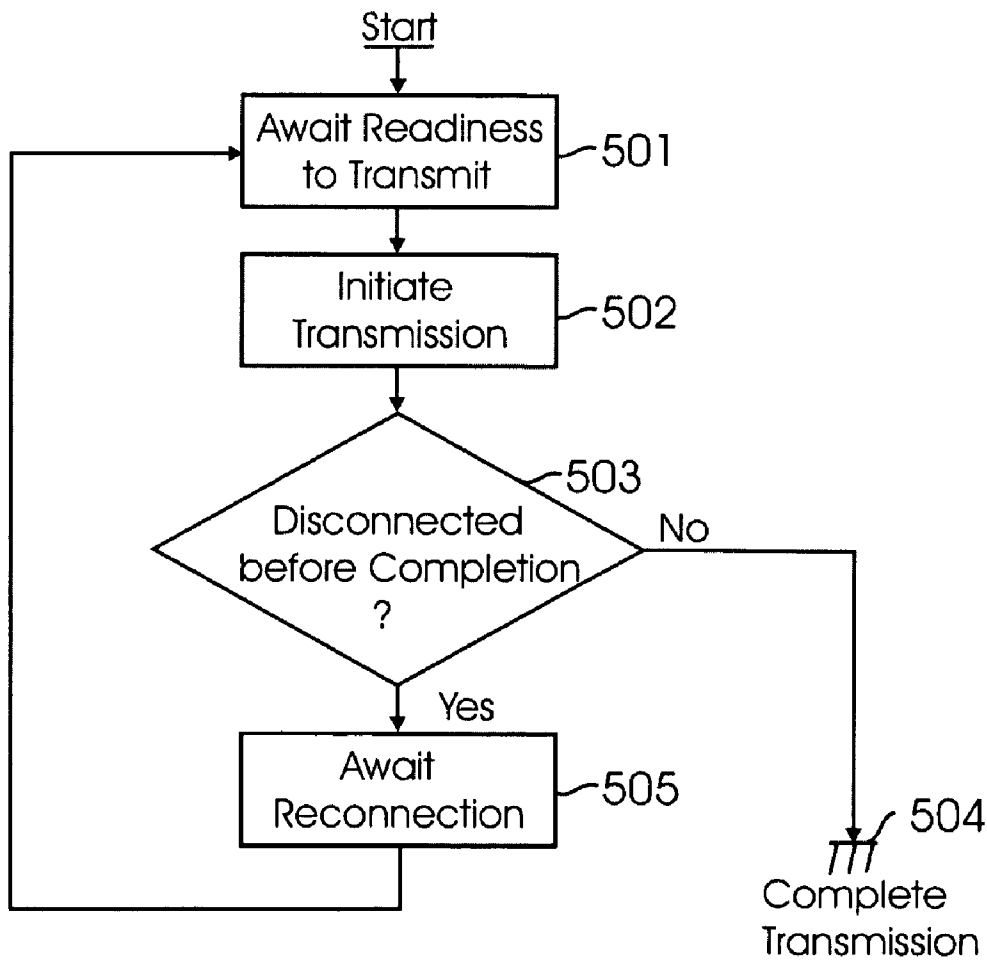 Start
Await Readiness
to Transmit
501
Initiate
Transmission
502
503
Disconnected
before Completion
?
No
Yes
Await
Reconnection
505
504
Complete
Transmission